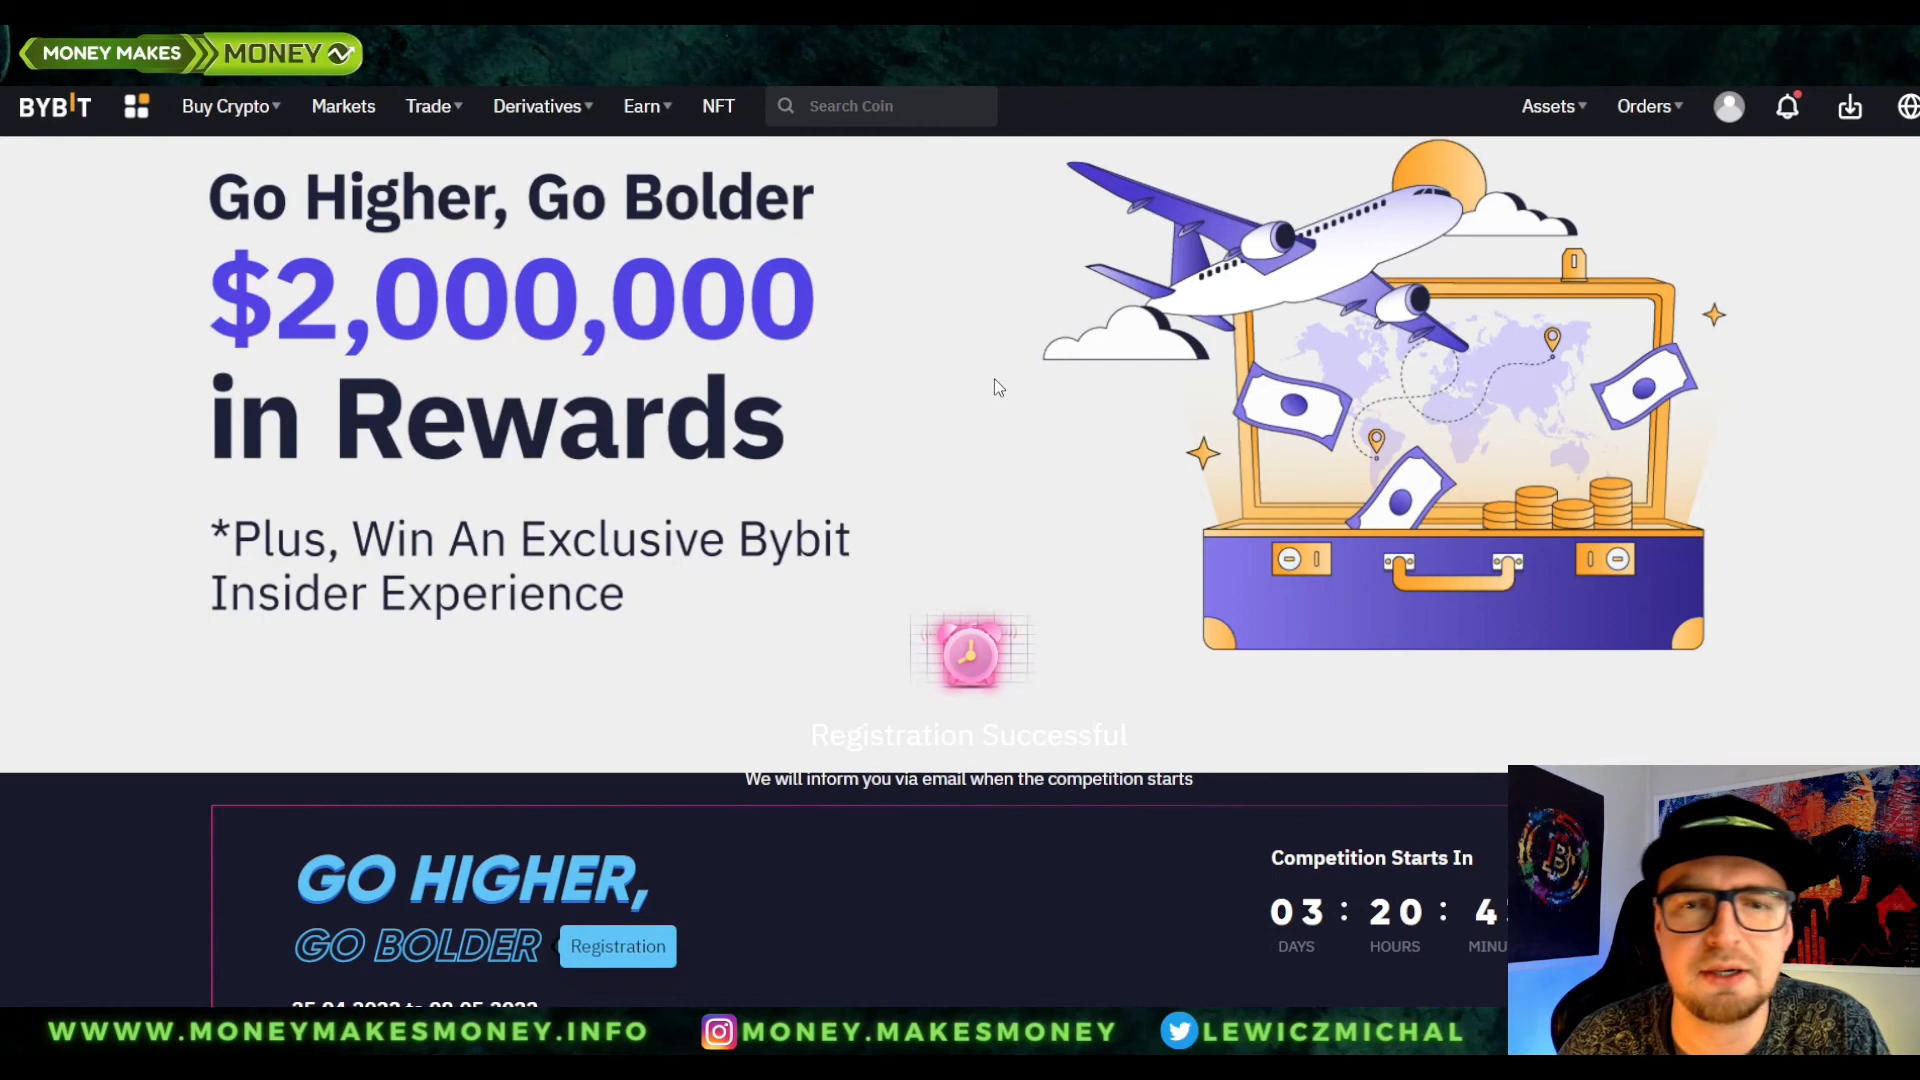 MONEY MAKES MONEY
BYBIT Buy Crypto Markets Trade Derivatives Earn NFT Search Coin Assets Orders
Go Higher, Go Bolder
$2,000,000
in Rewards
*Plus, Win An Exclusive Bybit
Insider Experience
Registration Successful
We will inform you via email when the competition starts
GO HIGHER,
GO BOLDER
Registration
Competition Starts In
03 : 20 : 4
DAYS HOURS MINU
WWWW.MONEYMAKESMONEY.INFO MONEY.MAKESMONEY LEWICZMICHAL